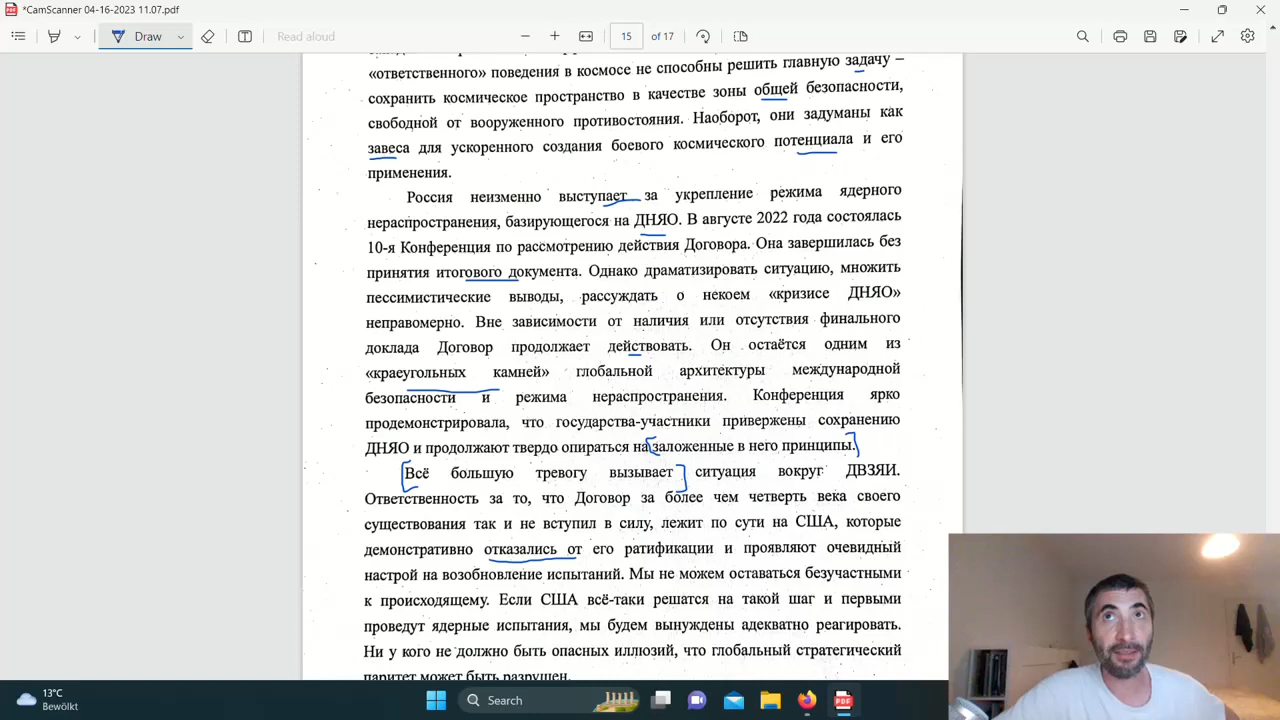 *CamScanner 04-16-2023 11.07.pdf
Draw
Read aloud
15
of 17
«ответственного» поведения в космосе не способны решить главную задачу –
сохранить космическое пространство в качестве зоны общей безопасности,
свободной от вооруженного противостояния. Наоборот, они задуманы как
завеса для ускоренного создания боевого космического потенциала и его
применения.
Россия неизменно выступает за укрепление режима ядерного
нераспространения, базирующегося на ДНЯО. В августе 2022 года состоялась
10-я Конференция по рассмотрению действия Договора. Она завершилась без
принятия итогового документа. Однако драматизировать ситуацию, множить
пессимистические выводы, рассуждать о некоем «кризисе ДНЯО»
неправомерно. Вне зависимости от наличия или отсутствия финального
доклада Договор продолжает действовать. Он остаётся одним из
«краеугольных камней» глобальной архитектуры международной
безопасности и режима нераспространения. Конференция ярко
продемонстрировала, что государства-участники привержены сохранению
ДНЯО и продолжают твердо опираться на заложенные в него принципы.
Всё большую тревогу вызывает ситуация вокруг ДВЗЯИ.
Ответственность за то, что Договор за более чем четверть века своего
существования так и не вступил в силу, лежит по сути на США, которые
демонстративно отказались от его ратификации и проявляют очевидный
настрой на возобновление испытаний. Мы не можем оставаться безучастными
к происходящему. Если США всё-таки решатся на такой шаг и первыми
проведут ядерные испытания, мы будем вынуждены адекватно реагировать.
Ни у кого не должно быть опасных иллюзий, что глобальный стратегический
паритет может быть разрушен.
13°C
Bewölkt
Search